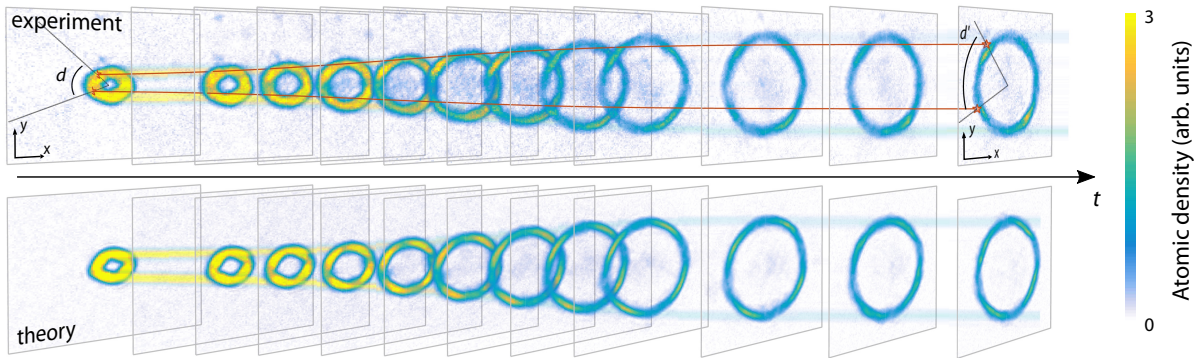 experiment
d
y
x
d'
y
x
t
theory
3
0
Atomic density (arb. units)